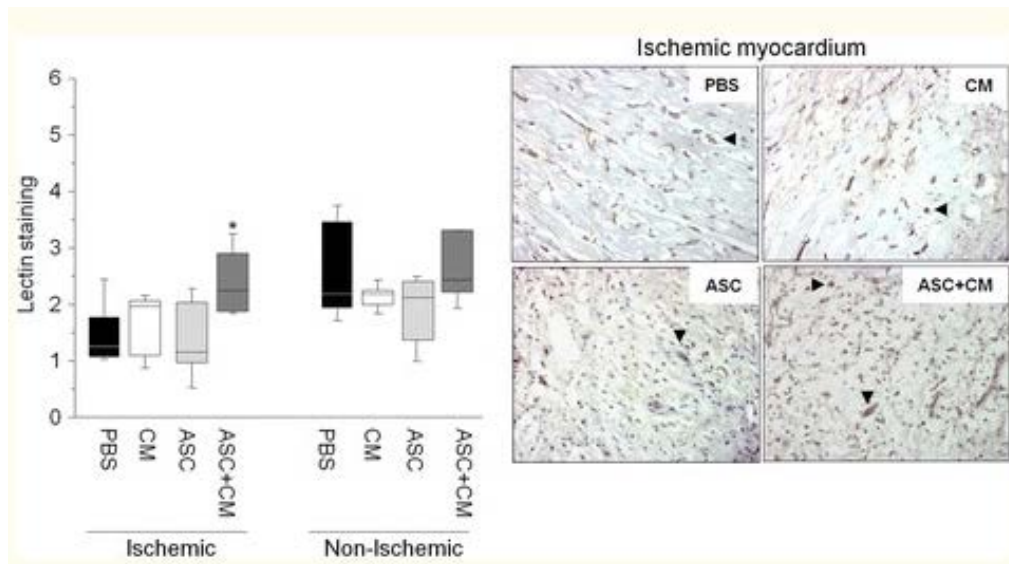 Ischemic myocardium
PBS
CM
ASC
ASC+CM
Lectin staining
6
5
4
3
2
1
0
*
PBS
CM
ASC
ASC+CM
PBS
CM
ASC
ASC+CM
Ischemic
Non-Ischemic